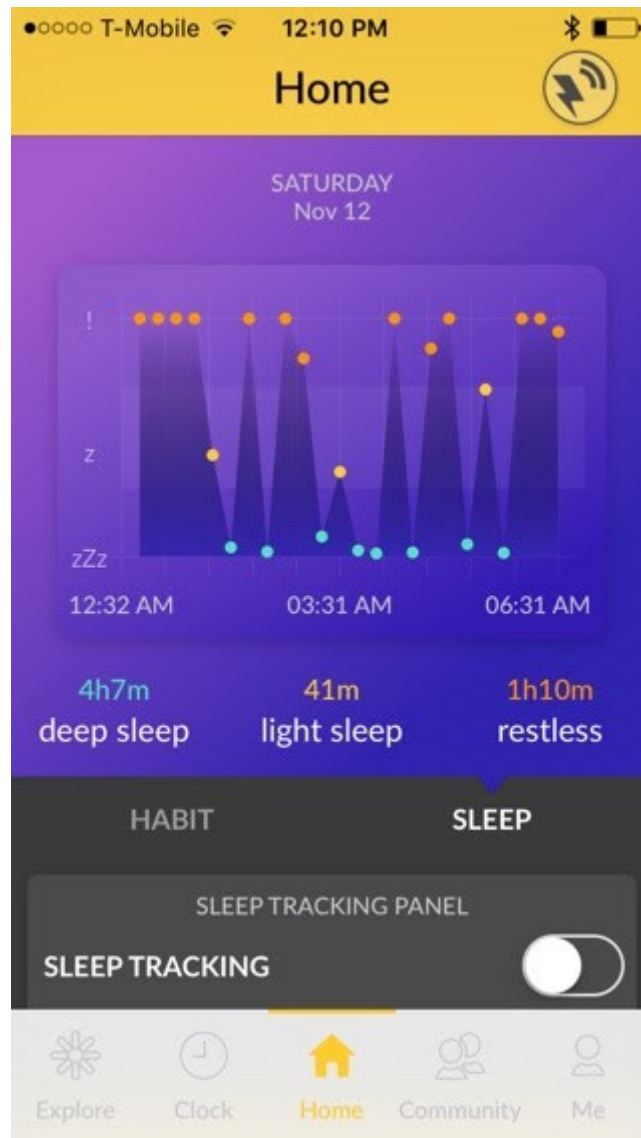 T-Mobile 12:10 PM
Home
SATURDAY
Nov 12
!
z
zZz
12:32 AM 03:31 AM 06:31 AM
4h7m 41m 1h10m
deep sleep light sleep restless
HABIT SLEEP
SLEEP TRACKING PANEL
SLEEP TRACKING
Explore Clock Home Community Me